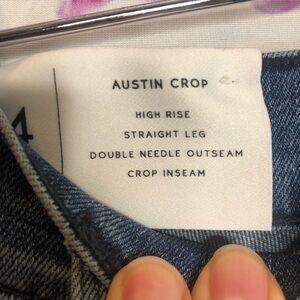 AUSTIN CROP
4
HIGH RISE
STRAIGHT LEG
DOUBLE NEEDLE OUTSEAM
CROP INSEAM